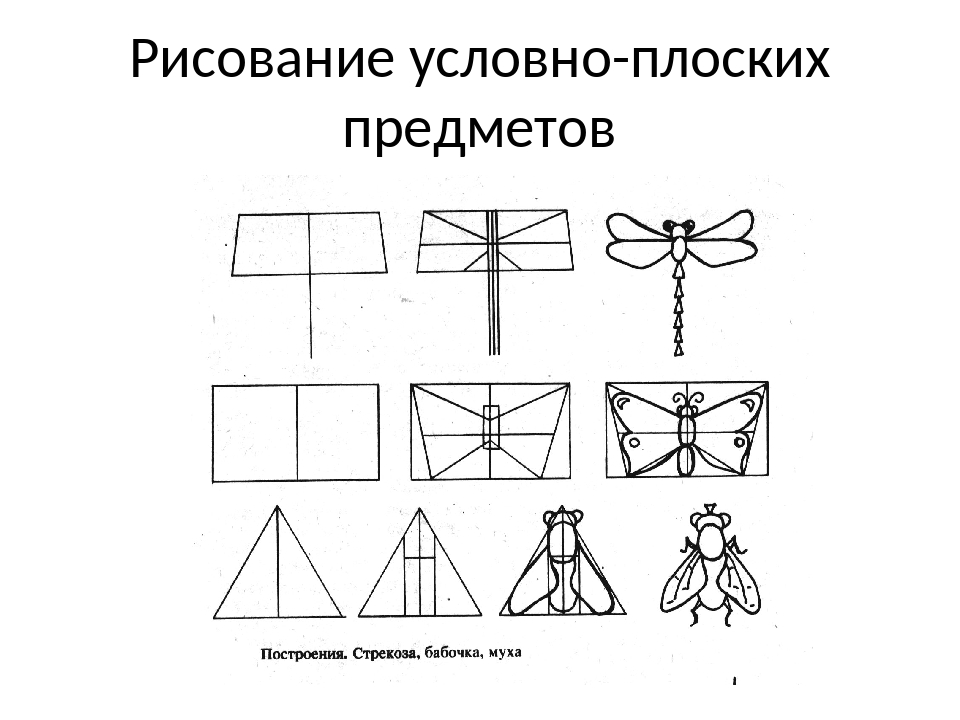 Рисование условно-плоских
предметов
Построения. Стрекоза, бабочка, муха